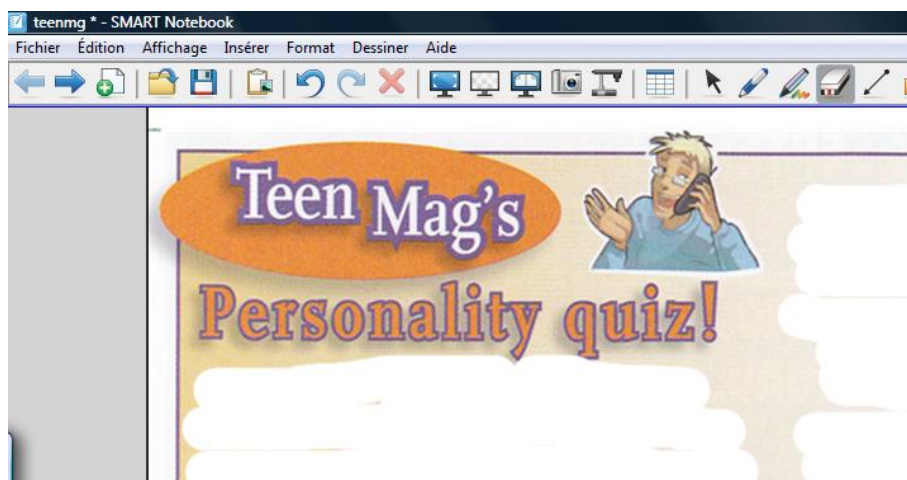 teenmg * - SMART Notebook
Fichier Édition Affichage Insérer Format Dessiner Aide
Teen Mag's
Personality quiz!